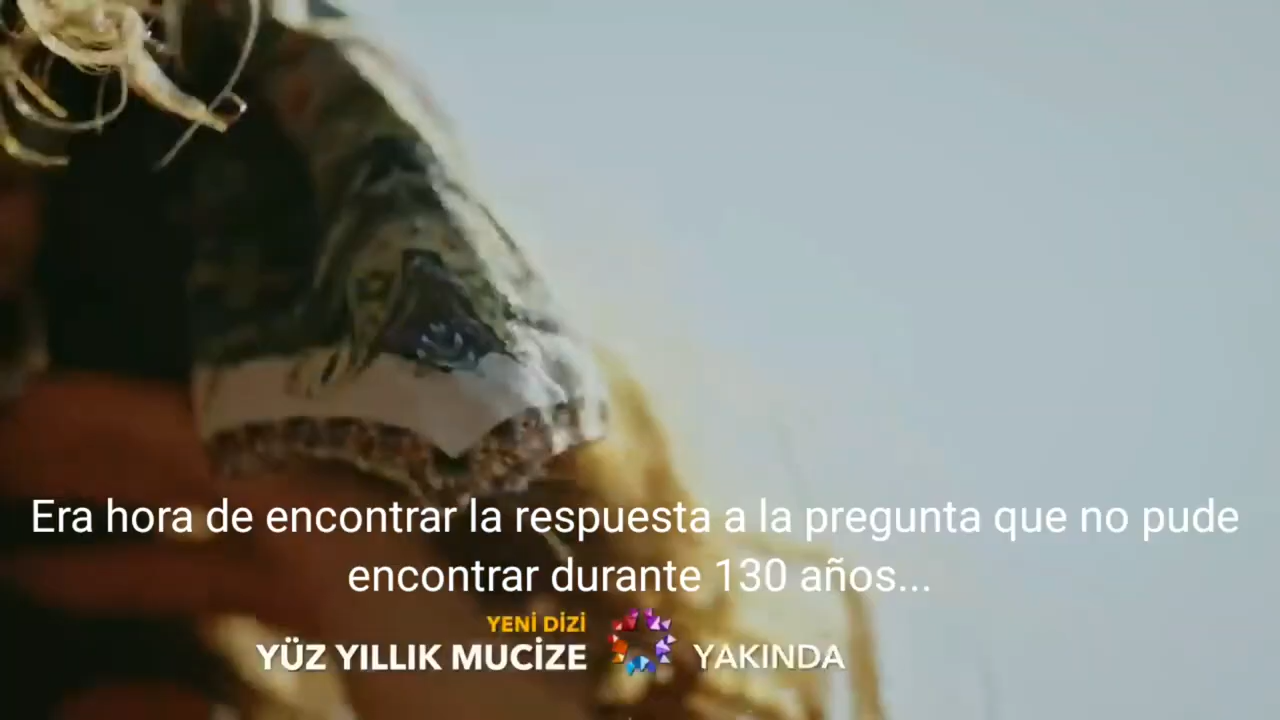 Era hora de encontrar la respuesta a la pregunta que no pude
encontrar durante 130 años...
YENİ DİZİ
YÜZ YILLIK MUCİZE
YAKINDA